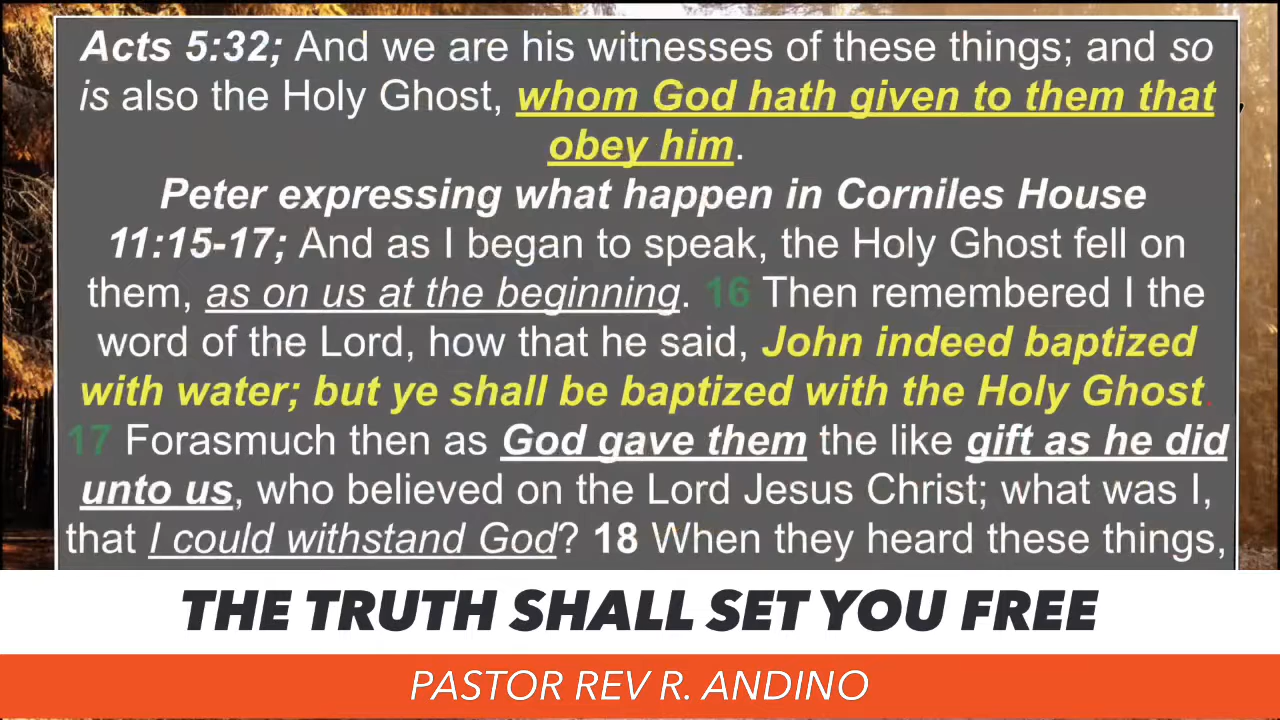 Acts 5:32; And we are his witnesses of these things; and so
is also the Holy Ghost, whom God hath given to them that
obey him.
Peter expressing what happen in Corniles House
11:15-17; And as I began to speak, the Holy Ghost fell on
them, as on us at the beginning. 16 Then remembered I the
word of the Lord, how that he said, John indeed baptized
with water; but ye shall be baptized with the Holy Ghost.
17 Forasmuch then as God gave them the like gift as he did
unto us, who believed on the Lord Jesus Christ; what was I,
that I could withstand God? 18 When they heard these things,
THE TRUTH SHALL SET YOU FREE
PASTOR REV R. ANDINO